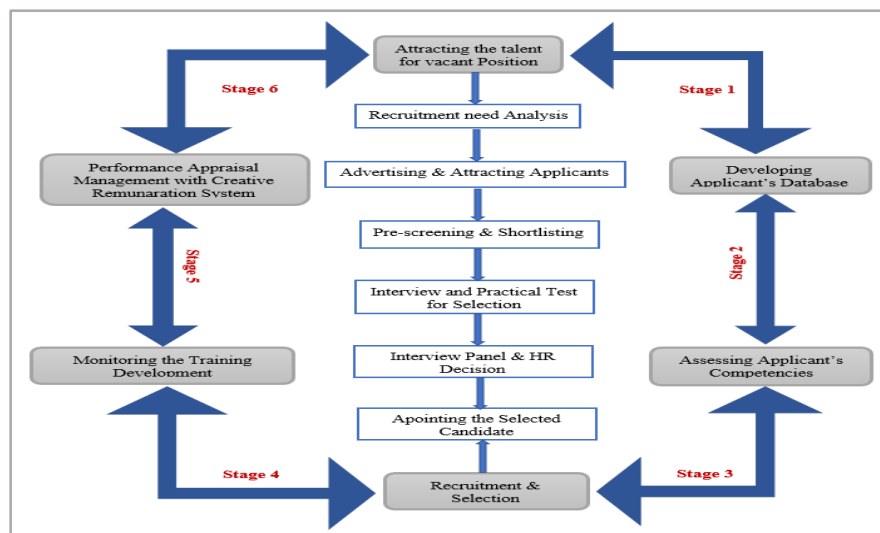 Attracting the talent
for vacant Position
Stage 6
Stage 1
Recruitment need Analysis
Performance Appraisal
Management with Creative
Remunaration System
Advertising & Attracting Applicants
Developing
Applicant's Database
Pre-screening & Shortlisting
Stage 5
Stage 2
Interview and Practical Test
for Selection
Monitoring the Training
Development
Interview Panel & HR
Decision
Assessing Applicant's
Competencies
Apointing the Selected
Candidate
Stage 4
Recruitment &
Selection
Stage 3